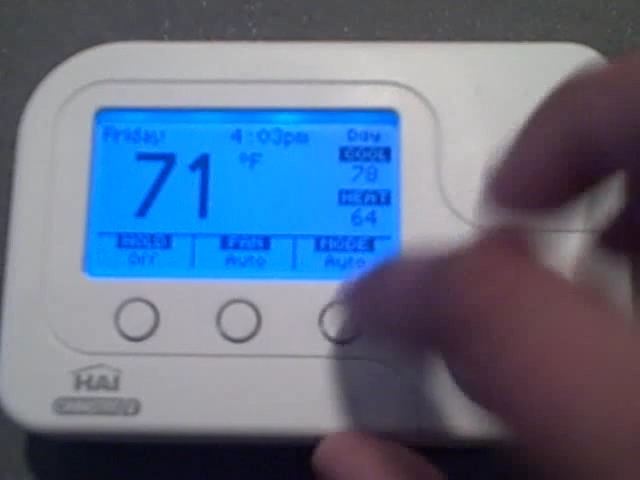 Friday 4:03pm Day
71 °F
COOL
78
HEAT
64
HOLD FAN MODE
Off Auto Auto
HAI